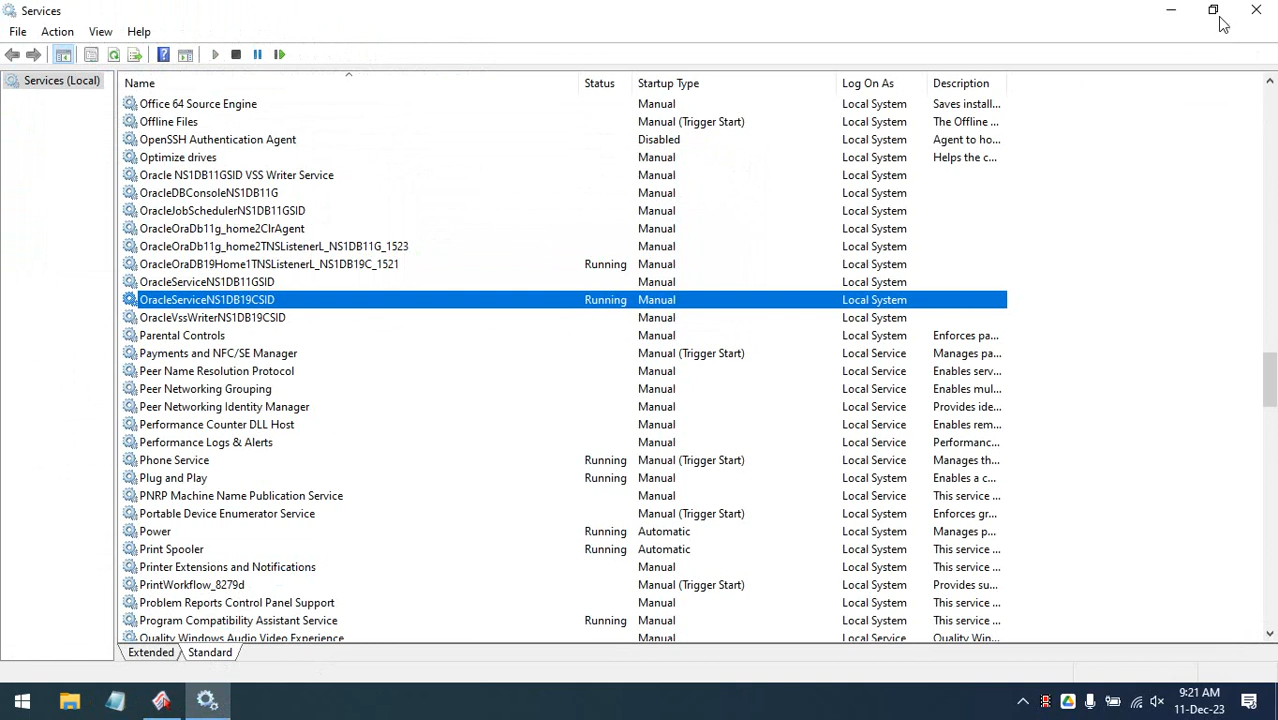 Services
File Action View Help
Services (Local)
Name Status Startup Type Log On As Description
Office 64 Source Engine Manual Local System Saves install...
Offline Files Manual (Trigger Start) Local System The Offline ...
OpenSSH Authentication Agent Disabled Local System Agent to ho...
Optimize drives Manual Local System Helps the c...
Oracle NS1DB11GSID VSS Writer Service Manual Local System
OracleDBConsoleNS1DB11G Manual Local System
OracleJobSchedulerNS1DB11GSID Manual Local System
OracleOraDb11g_home2ClrAgent Manual Local System
OracleOraDb11g_home2TNSListenerL_NS1DB11G_1523 Manual Local System
OracleOraDB19Home1TNSListenerL_NS1DB19C_1521 Running Manual Local System
OracleServiceNS1DB11GSID Manual Local System
OracleServiceNS1DB19CSID Running Manual Local System
OracleVssWriterNS1DB19CSID Manual Local System
Parental Controls Manual Local System Enforces pa...
Payments and NFC/SE Manager Manual (Trigger Start) Local Service Manages pa...
Peer Name Resolution Protocol Manual Local Service Enables serv...
Peer Networking Grouping Manual Local Service Enables mul...
Peer Networking Identity Manager Manual Local Service Provides ide...
Performance Counter DLL Host Manual Local Service Enables rem...
Performance Logs & Alerts Manual Local Service Performanc...
Phone Service Running Manual (Trigger Start) Local Service Manages th...
Plug and Play Running Manual Local System Enables a c...
PNRP Machine Name Publication Service Manual Local Service This service ...
Portable Device Enumerator Service Manual (Trigger Start) Local System Enforces gr...
Power Running Automatic Local System Manages p...
Print Spooler Running Automatic Local System This service ...
Printer Extensions and Notifications Manual Local System This service ...
PrintWorkflow_8279d Manual (Trigger Start) Local System Provides su...
Problem Reports Control Panel Support Manual Local System This service ...
Program Compatibility Assistant Service Running Manual Local System This service ...
Quality Windows Audio Video Experience Manual Local Service Quality Win...
Extended Standard
9:21 AM
11-Dec-23